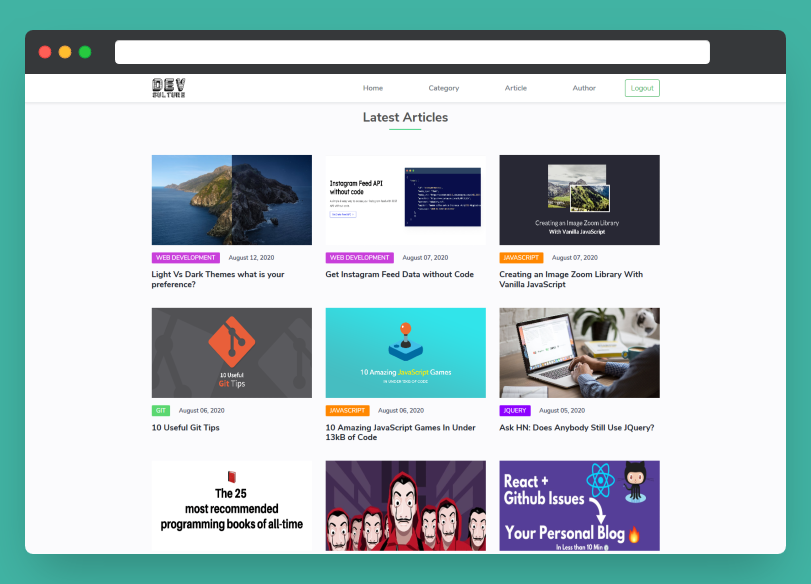 DEV
CULTURE
Home
Category
Article
Author
Logout
Latest Articles
Instagram Feed API
without code
Creating an Image Zoom Library
With Vanilla JavaScript
WEB DEVELOPMENT
August 12, 2020
WEB DEVELOPMENT
August 07, 2020
JAVASCRIPT
August 07, 2020
Light Vs Dark Themes what is your
preference?
Get Instagram Feed Data without Code
Creating an Image Zoom Library With
Vanilla JavaScript
10 Useful
Git Tips
10 Amazing JavaScript Games
IN UNDER 13KB OF CODE
GIT
August 06, 2020
JAVASCRIPT
August 06, 2020
JQUERY
August 05, 2020
10 Useful Git Tips
10 Amazing JavaScript Games In Under
13kB of Code
Ask HN: Does Anybody Still Use JQuery?
The 25
most recommended
programming books of all-time
React +
Github Issues
Your Personal Blog
In Less than 10 Min